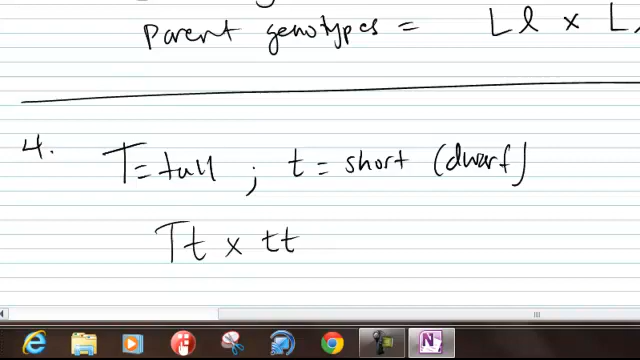 Parent genotypes = Ll x L
4. T = tall ; t = short (dwarf)
Tt x tt